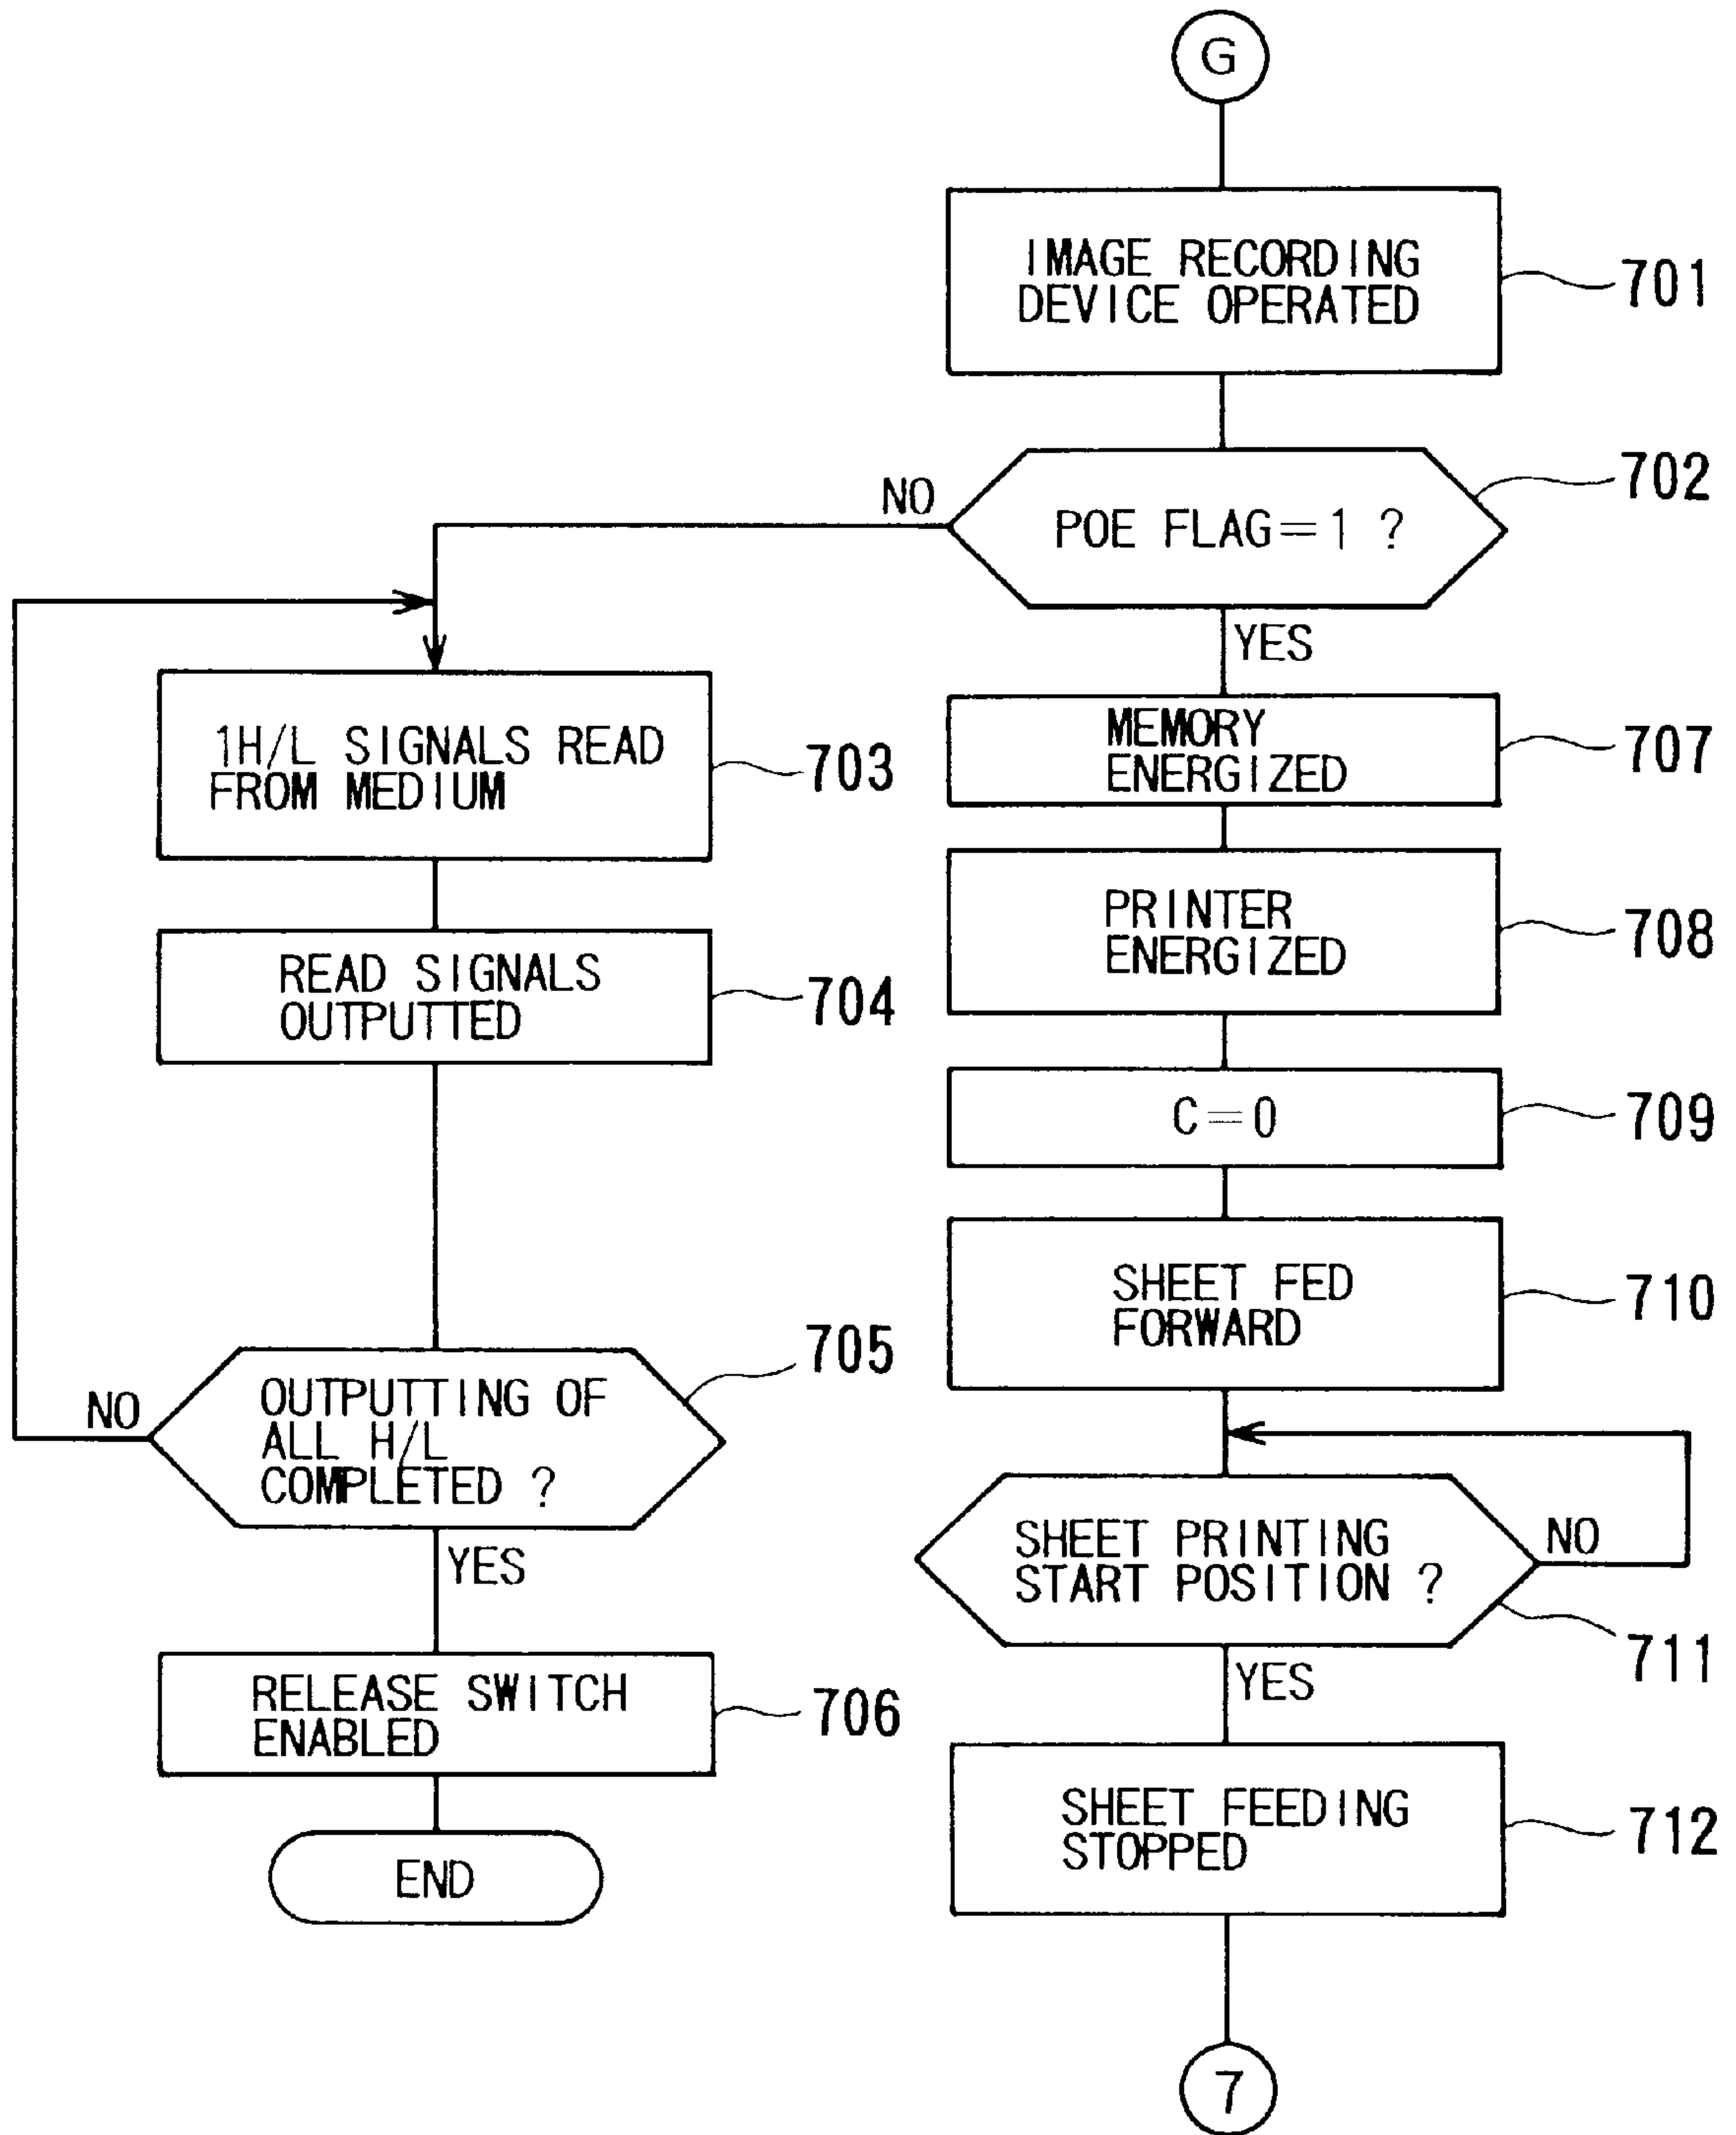 G
IMAGE RECORDING
DEVICE OPERATED
701
702
NO
POE FLAG=1 ?
YES
1H/L SIGNALS READ
FROM MEDIUM
703
MEMORY
ENERGIZED
707
READ SIGNALS
OUTPUTTED
704
PRINTER
ENERGIZED
708
C=0
709
SHEET FED
FORWARD
710
705
NO
OUTPUTTING OF
ALL H/L
COMPLETED ?
YES
SHEET PRINTING
START POSITION ?
NO
711
YES
RELEASE SWITCH
ENABLED
706
SHEET FEEDING
STOPPED
712
END
7